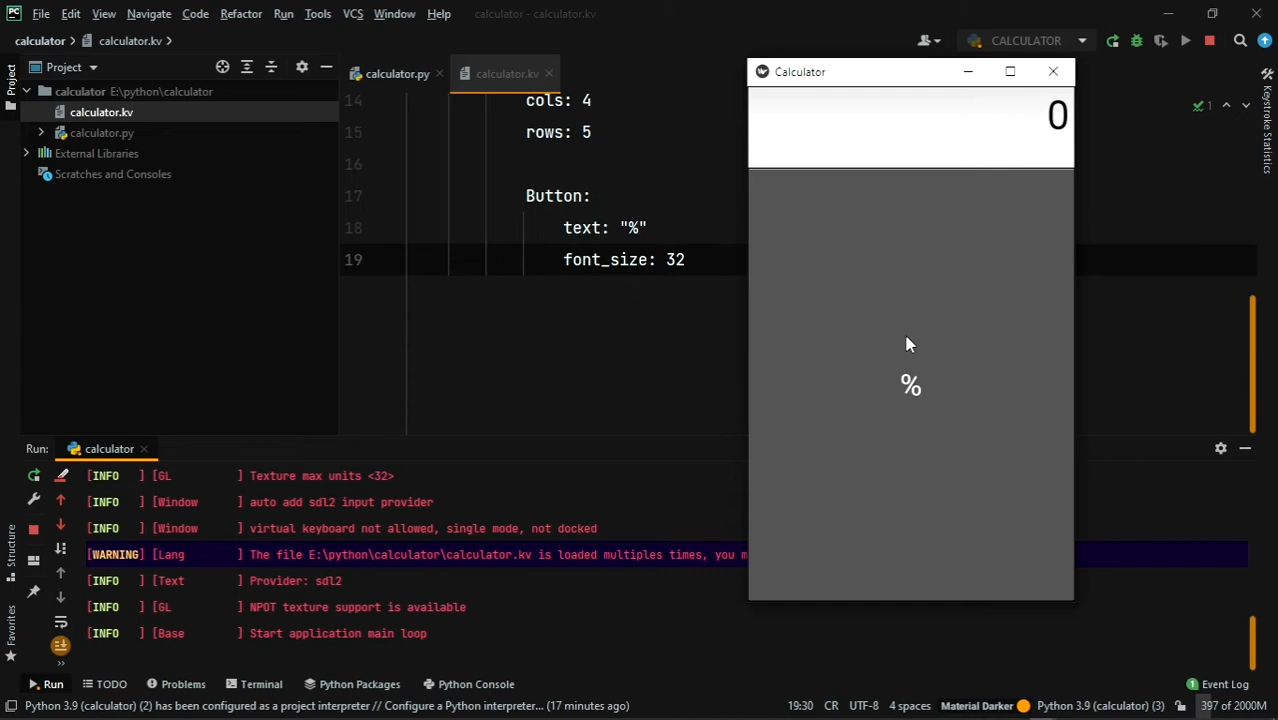 PC File Edit View Navigate Code Refactor Run Tools VCS Window Help calculator - calculator.kv
calculator calculator.kv CALCULATOR
Project
Project
calculator.py
calculator.kv
calculator E:\python\calculator
calculator.kv
calculator.py
External Libraries
Scratches and Consoles
14 cols: 4
15 rows: 5
16
17 Button:
18 text: "%"
19 font_size: 32
1
Keystroke Statistics
Calculator
0
%
Run: calculator
[INFO ] [GL ] Texture max units <32>
[INFO ] [Window ] auto add sdl2 input provider
[INFO ] [Window ] virtual keyboard not allowed, single mode, not docked
[WARNING] [Lang ] The file E:\python\calculator\calculator.kv is loaded multiples times, you m
[INFO ] [Text ] Provider: sdl2
[INFO ] [GL ] NPOT texture support is available
[INFO ] [Base ] Start application main loop
Structure
Favorites
Run TODO Problems Terminal Python Packages Python Console 1 Event Log
Python 3.9 (calculator) (2) has been configured as a project interpreter // Configure a Python interpreter... (17 minutes ago) 19:30 CR UTF-8 4 spaces Material Darker Python 3.9 (calculator) (3) 397 of 2000M